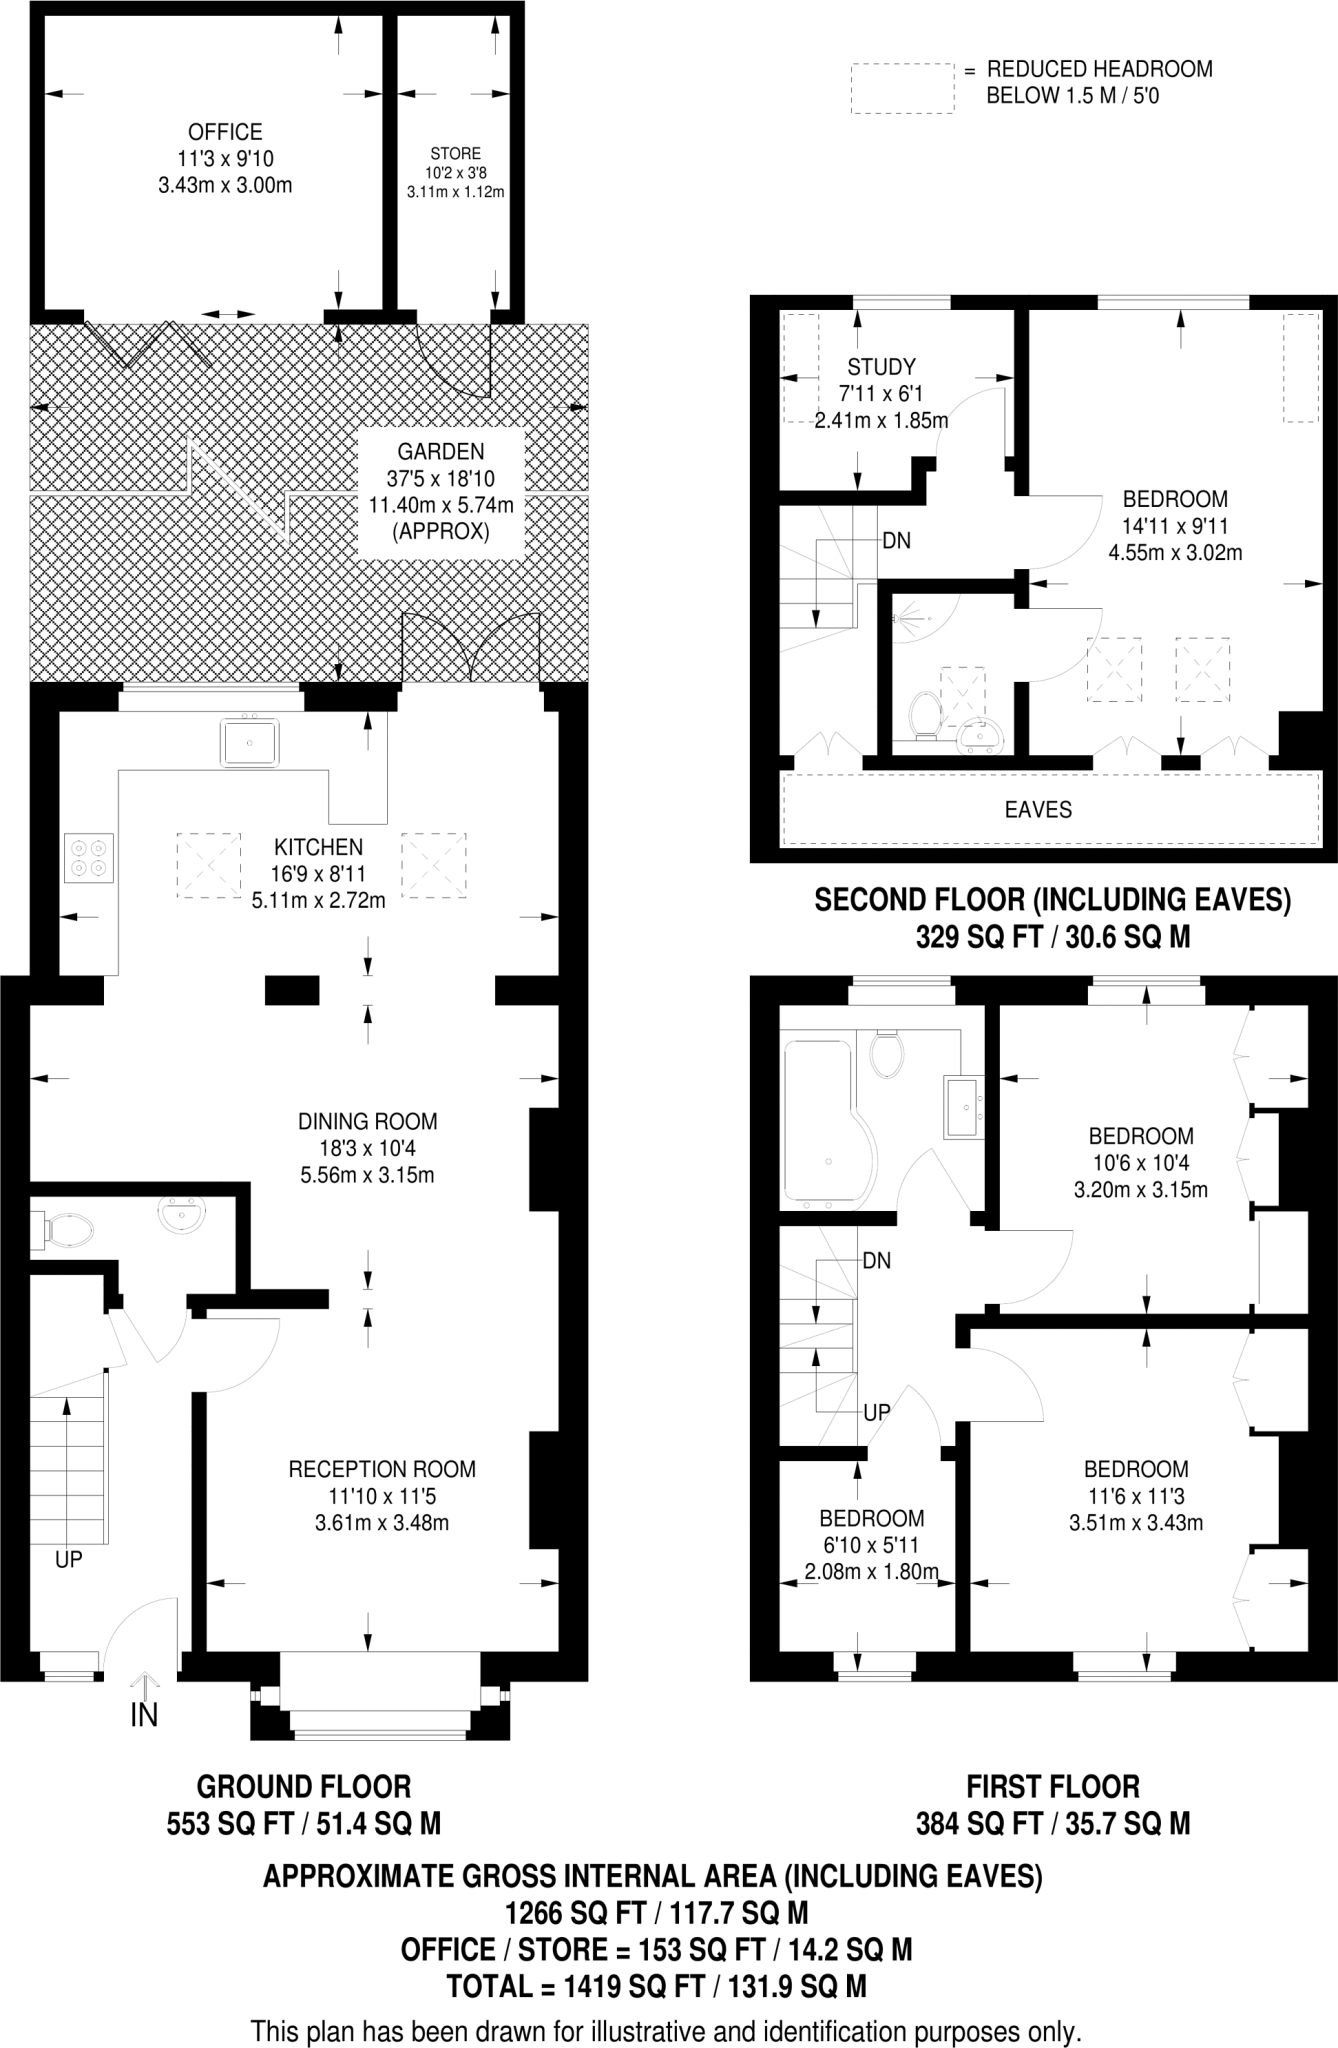 OFFICE
11'3 x 9'10
3.43m x 3.00m
STORE
10'2 x 3'8
3.11m x 1.12m
= REDUCED HEADROOM
BELOW 1.5 M / 5'0
GARDEN
37'5 x 18'10
11.40m x 5.74m
(APPROX)
STUDY
7'11 x 6'1
2.41m x 1.85m
BEDROOM
14'11 x 9'11
4.55m x 3.02m
DN
EAVES
SECOND FLOOR (INCLUDING EAVES)
329 SQ FT / 30.6 SQ M
KITCHEN
16'9 x 8'11
5.11m x 2.72m
DINING ROOM
18'3 x 10'4
5.56m x 3.15m
RECEPTION ROOM
11'10 x 11'5
3.61m x 3.48m
UP
IN
GROUND FLOOR
553 SQ FT / 51.4 SQ M
BEDROOM
10'6 x 10'4
3.20m x 3.15m
DN
UP
BEDROOM
11'6 x 11'3
3.51m x 3.43m
BEDROOM
6'10 x 5'11
2.08m x 1.80m
FIRST FLOOR
384 SQ FT / 35.7 SQ M
APPROXIMATE GROSS INTERNAL AREA (INCLUDING EAVES)
1266 SQ FT / 117.7 SQ M
OFFICE / STORE = 153 SQ FT / 14.2 SQ M
TOTAL = 1419 SQ FT / 131.9 SQ M
This plan has been drawn for illustrative and identification purposes only.